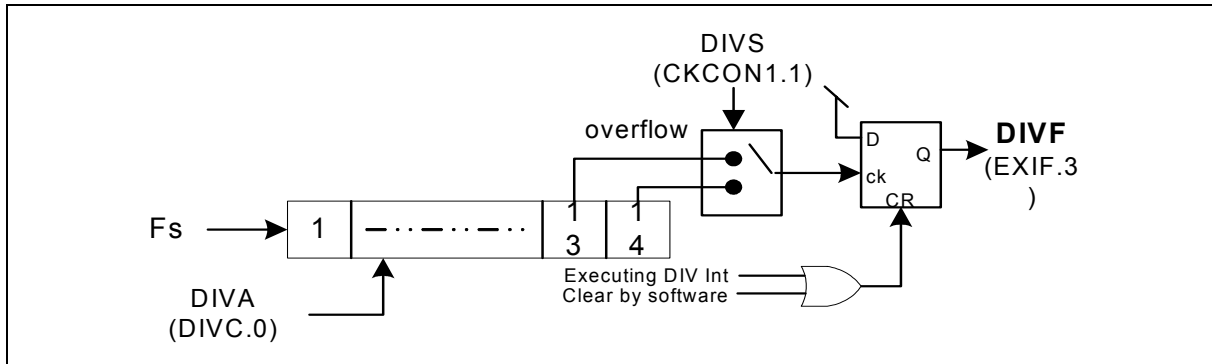 DIVS
(CKCON1.1)
overflow
D
Q
ck
CR
DIVF
(EXIF.3
)
Fs
1
1
3
1
4
Executing DIV Int
Clear by software
DIVA
(DIVC.0)